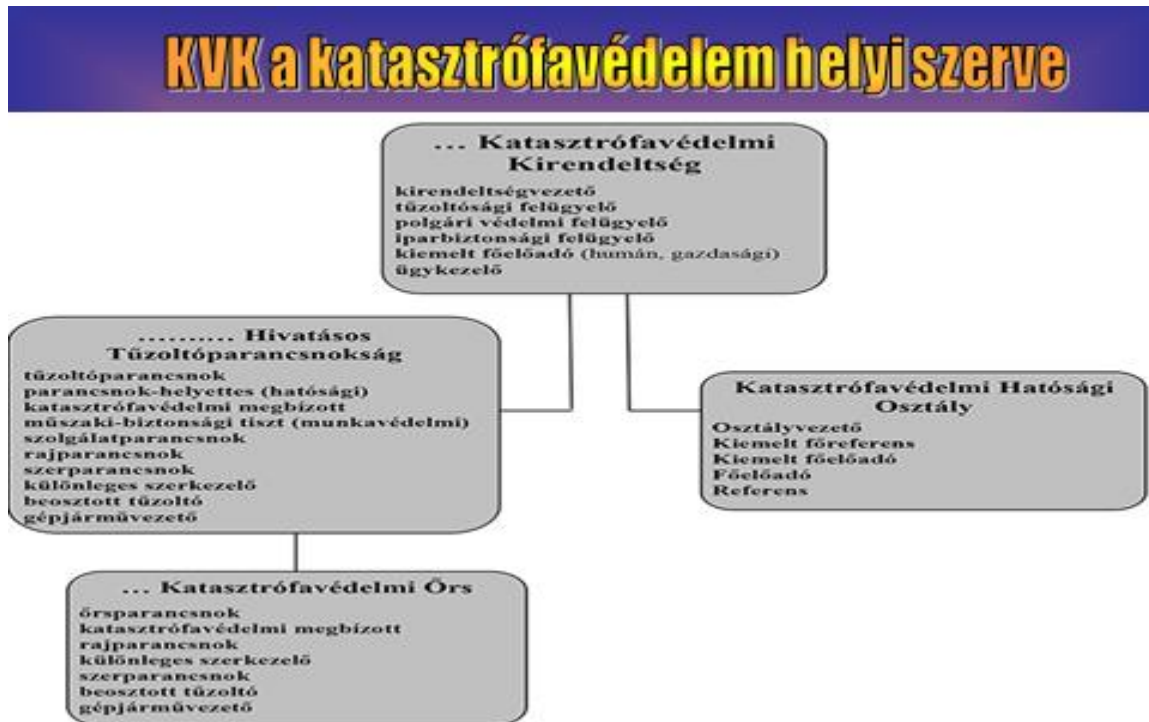 KVK a katasztrófavédelem helyi szerve
... Katasztrófavédelmi
Kirendeltség
kirendeltségvezető
tűzoltósági felügyelő
polgári védelmi felügyelő
iparbiztonsági felügyelő
kiemelt főelőadó (humán, gazdasági)
ügykezelő
.......... Hivatásos
Tűzoltóparancsnokság
tűzoltóparancsnok
parancsnok-helyettes (hatósági)
katasztrófavédelmi megbízott
műszaki-biztonsági tiszt (munkavédelmi)
szolgálatparancsnok
rajparancsnok
szerparancsnok
különleges szerkezelő
beosztott tűzoltó
gépjárművezető
Katasztrófavédelmi Hatósági
Osztály
Osztályvezető
Kiemelt főreferens
Kiemelt főelőadó
Főelőadó
Referens
... Katasztrófavédelmi Őrs
őrsparancsnok
katasztrófavédelmi megbízott
rajparancsnok
különleges szerkezelő
szerparancsnok
beosztott tűzoltó
gépjárművezető